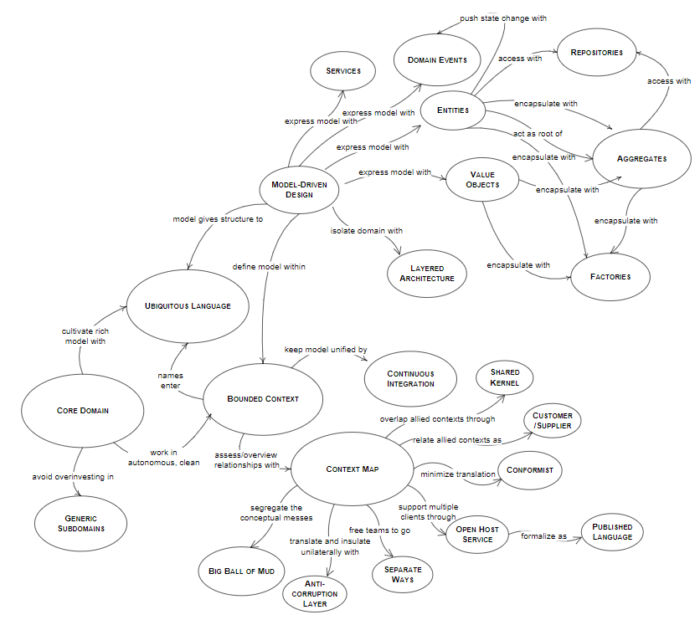 push state change with
DOMAIN EVENTS
REPOSITORIES
SERVICES
access with
access with
ENTITIES
encapsulate with
express model with
express model with
act as root of
express model with
encapsulate with
AGGREGATES
express model with
VALUE
OBJECTS
MODEL-DRIVEN
DESIGN
encapsulate with
model gives structure to
isolate domain with
encapsulate with
define model within
LAYERED
ARCHITECTURE
encapsulate with
FACTORIES
UBIQUITOUS LANGUAGE
cultivate rich
model with
keep model unified by
names
enter
CONTINUOUS
INTEGRATION
SHARED
KERNEL
BOUNDED CONTEXT
CORE DOMAIN
overlap allied contexts through
CUSTOMER
/SUPPLIER
relate allied contexts as
work in
autonomous, clean
assess/overview
relationships with
CONTEXT MAP
minimize translation
CONFORMIST
avoid overinvesting in
segregate the
conceptual messes
support multiple
clients through
GENERIC
SUBDOMAINS
free teams to go
OPEN HOST
SERVICE
formalize as
PUBLISHED
LANGUAGE
translate and insulate
unilaterally with
BIG BALL OF MUD
SEPARATE
WAYS
ANTI-
CORRUPTION
LAYER